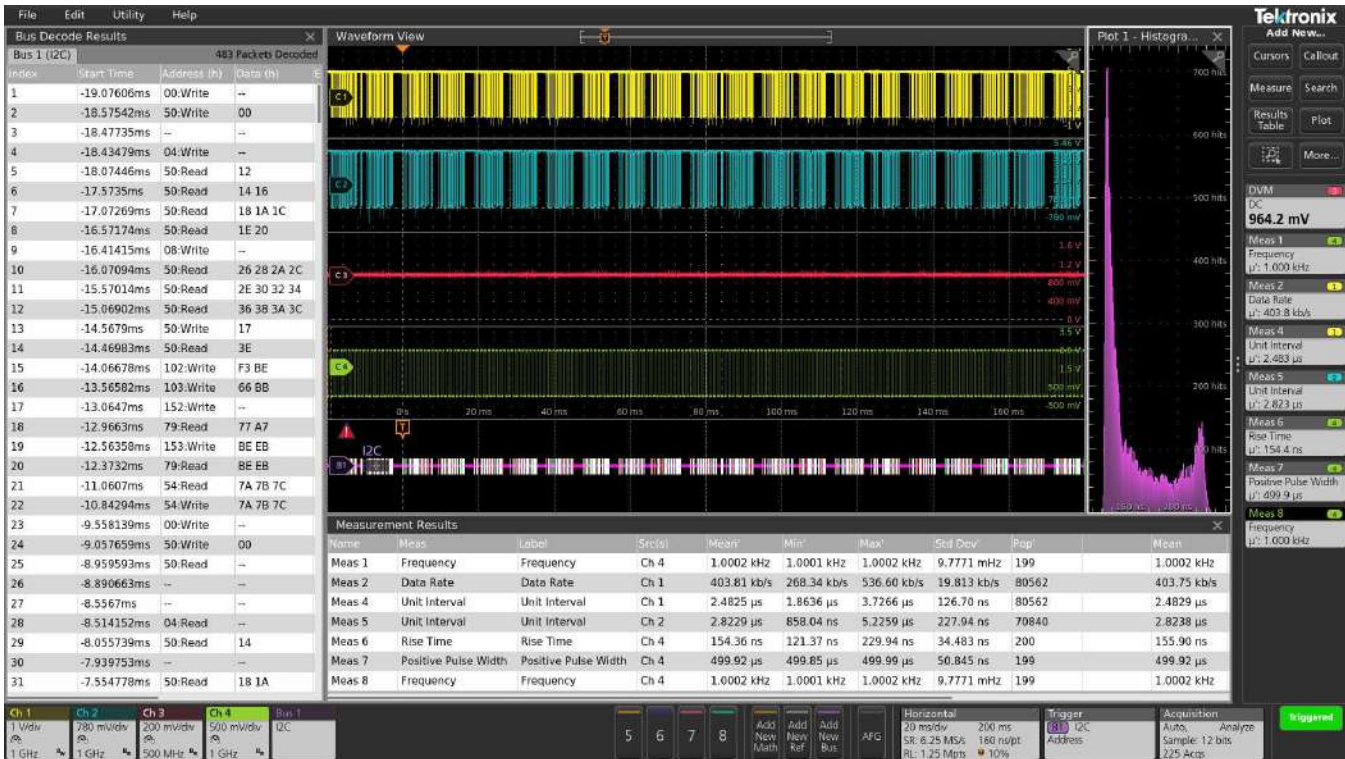 File Edit Utility Help
Tektronix
Add New...
Bus Decode Results
Bus 1 (I2C) 483 Packets Decoded
Index Start Time Address (h) Data (h) E
1 -19.07606ms 00:Write --
2 -18.57542ms 50:Write 00
3 -18.47735ms -- --
4 -18.43479ms 04:Write --
5 -18.07446ms 50:Read 12
6 -17.5735ms 50:Read 14 16
7 -17.07269ms 50:Read 18 1A 1C
8 -16.57174ms 50:Read 1E 20
9 -16.41415ms 08:Write --
10 -16.07094ms 50:Read 26 28 2A 2C
11 -15.57014ms 50:Read 2E 30 32 34
12 -15.06902ms 50:Read 36 38 3A 3C
13 -14.5679ms 50:Write 17
14 -14.46983ms 50:Read 3E
15 -14.06678ms 102:Write F3 BE
16 -13.56582ms 103:Write 66 BB
17 -13.0647ms 152:Write --
18 -12.9663ms 79:Read 77 A7
19 -12.56358ms 153:Write BE EB
20 -12.3732ms 79:Read BE EB
21 -11.0607ms 54:Read 7A 7B 7C
22 -10.84294ms 54:Write 7A 7B 7C
23 -9.558139ms 00:Write --
24 -9.057659ms 50:Write 00
25 -8.959593ms 50:Read --
26 -8.890663ms -- --
27 -8.5567ms -- --
28 -8.514152ms 04:Read --
29 -8.055739ms 50:Read 14
30 -7.939753ms -- --
31 -7.554778ms 50:Read 18 1A
Waveform View
T
C1
-1 V
5.46 V
C2
-780 mV
1.6 V
1.2 V
C3
800 mV
400 mV
0 V
3.5 V
C4
1.5 V
500 mV
-500 mV
0 s 20 ms 40 ms 60 ms 80 ms 100 ms 120 ms 140 ms 160 ms
T
I2C
B1
Plot 1 - Histogra...
700 hits
600 hits
500 hits
400 hits
300 hits
200 hits
150 ns 200 ns
Measurement Results
Name Meas Label Src(s) Mean' Min' Max' Std Dev' Pop' Mean
Meas 1 Frequency Frequency Ch 4 1.0002 kHz 1.0001 kHz 1.0002 kHz 9.7771 mHz 199 1.0002 kHz
Meas 2 Data Rate Data Rate Ch 1 403.81 kb/s 268.34 kb/s 536.60 kb/s 19.813 kb/s 80562 403.75 kb/s
Meas 4 Unit Interval Unit Interval Ch 1 2.4825 µs 1.8636 µs 3.7266 µs 126.70 ns 80562 2.4829 µs
Meas 5 Unit Interval Unit Interval Ch 2 2.8229 µs 858.04 ns 5.2259 µs 227.94 ns 70840 2.8238 µs
Meas 6 Rise Time Rise Time Ch 4 154.36 ns 121.37 ns 229.94 ns 34.483 ns 200 155.90 ns
Meas 7 Positive Pulse Width Positive Pulse Width Ch 4 499.92 µs 499.85 µs 499.99 µs 50.845 ns 199 499.92 µs
Meas 8 Frequency Frequency Ch 4 1.0002 kHz 1.0001 kHz 1.0002 kHz 9.7771 mHz 199 1.0002 kHz
Cursors Callout
Measure Search
Results Table Plot
More...
DVM 3
DC
964.2 mV
Meas 1 4
Frequency
µ': 1.000 kHz
Meas 2 1
Data Rate
µ': 403.8 kb/s
Meas 4 1
Unit Interval
µ': 2.483 µs
Meas 5 2
Unit Interval
µ': 2.823 µs
Meas 6 4
Rise Time
µ': 154.4 ns
Meas 7 4
Positive Pulse Width
µ': 499.9 µs
Meas 8 4
Frequency
µ': 1.000 kHz
Ch 1
1 V/div
1 GHz
Ch 2
780 mV/div
1 GHz
Ch 3
200 mV/div
500 MHz
Ch 4
500 mV/div
1 GHz
Bus 1
I2C
5 6 7 8
Add New Math
Add New Ref
Add New Bus
AFG
Horizontal
20 ms/div 200 ms
SR: 6.25 MS/s 160 ns/pt
RL: 1.25 Mpts 10%
Trigger
B1 I2C
Address
Acquisition
Auto, Analyze
Sample: 12 bits
225 Acqs
Triggered